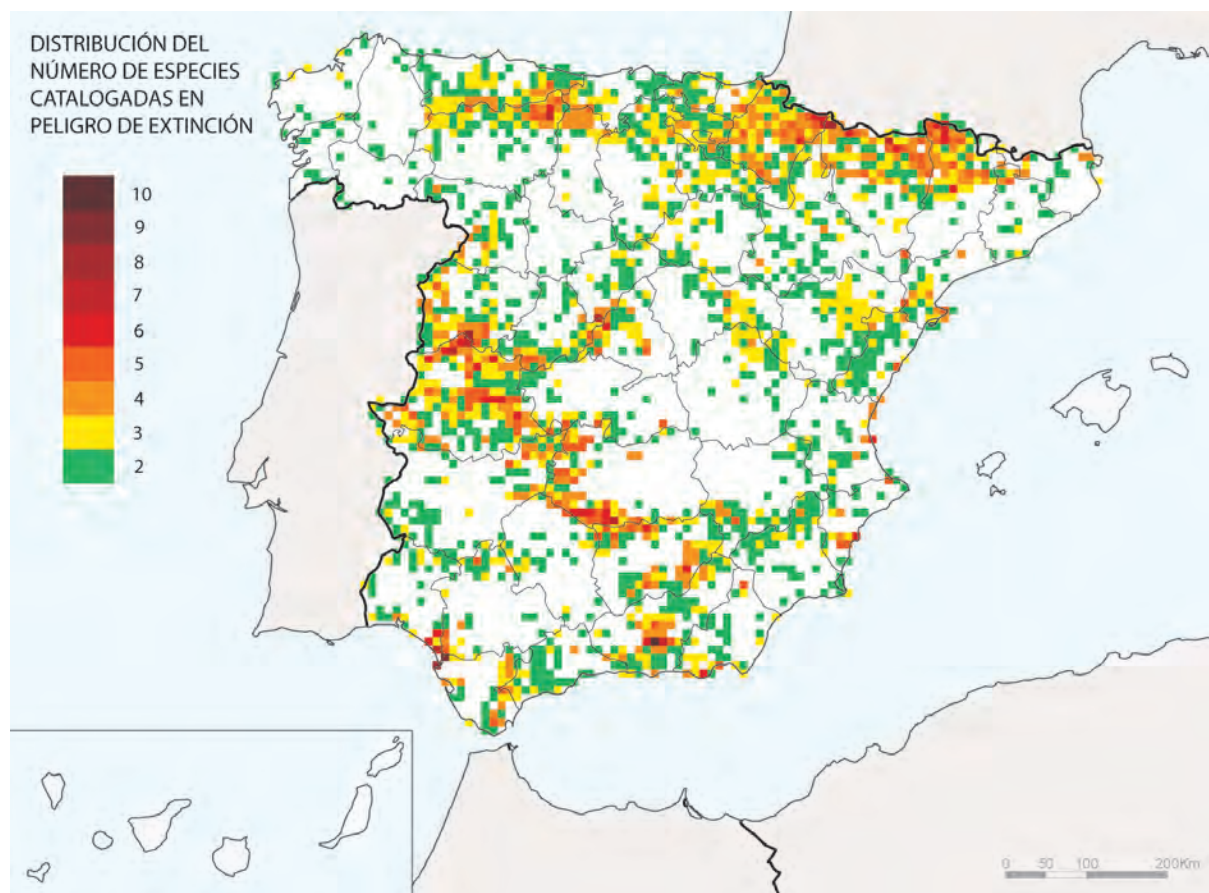 DISTRIBUCIÓN DEL
NÚMERO DE ESPECIES
CATALOGADAS EN
PELIGRO DE EXTINCIÓN
10
9
8
7
6
5
4
3
2
0 50 100 200Km